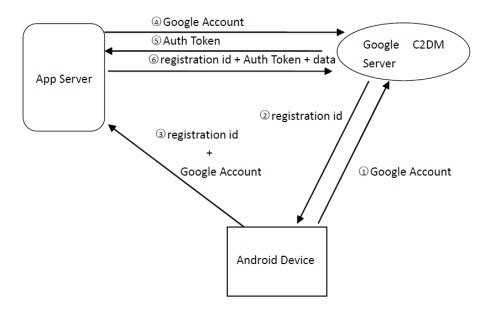 ④Google Account
⑤Auth Token
⑥registration id + Auth Token + data
Google C2DM
Server
App Server
②registration id
③registration id
+
Google Account
①Google Account
Android Device